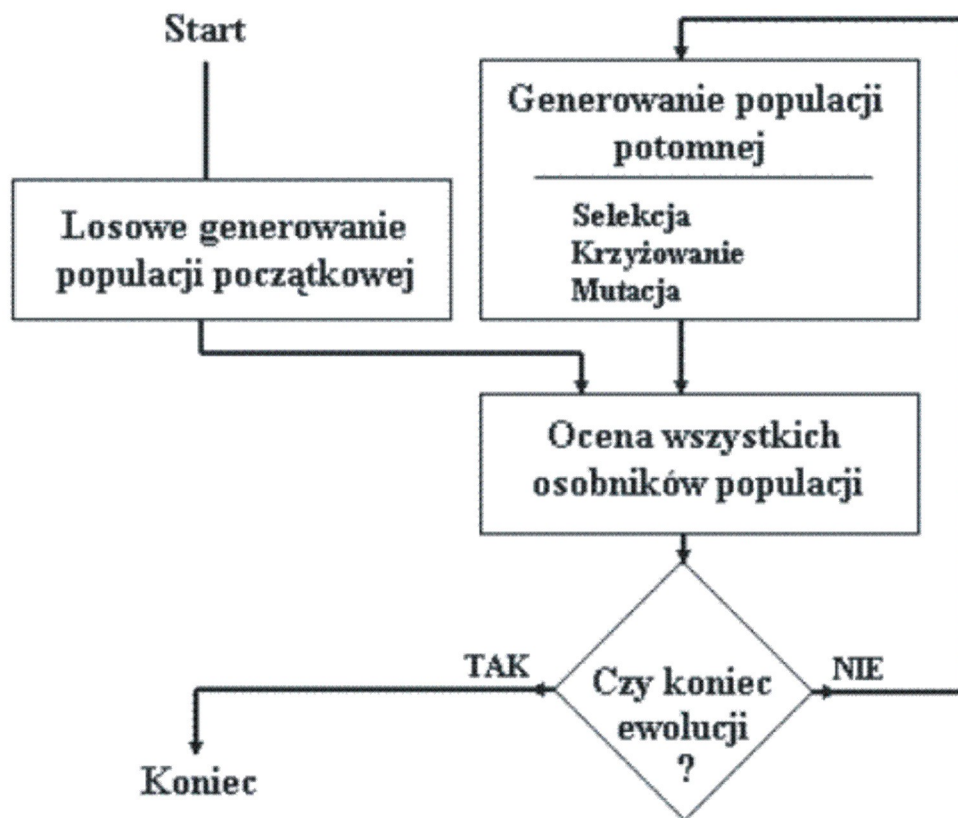 Start
Losowe generowanie
populacji początkowej
Generowanie populacji
potomnej
Selekcja
Krzyżowanie
Mutacja
Ocena wszystkich
osobników populacji
Czy koniec
ewolucji
?
TAK
NIE
Koniec